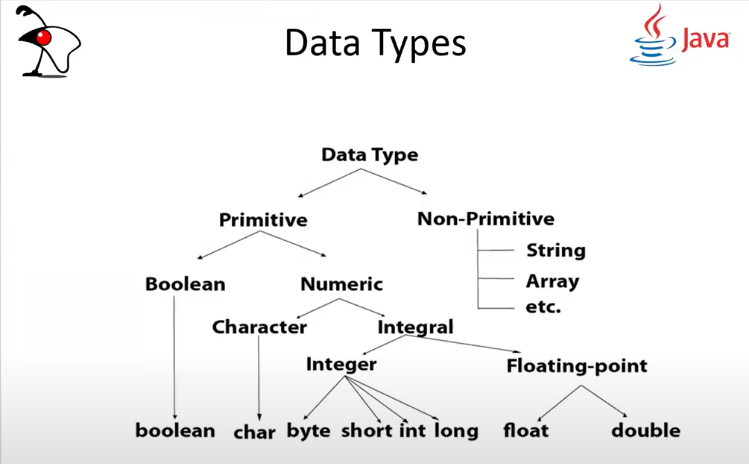 Data Types
Java
Data Type
Primitive
Non-Primitive
String
Array
etc.
Boolean
Numeric
Character
Integral
Integer
Floating-point
boolean
char
byte
short
int
long
float
double